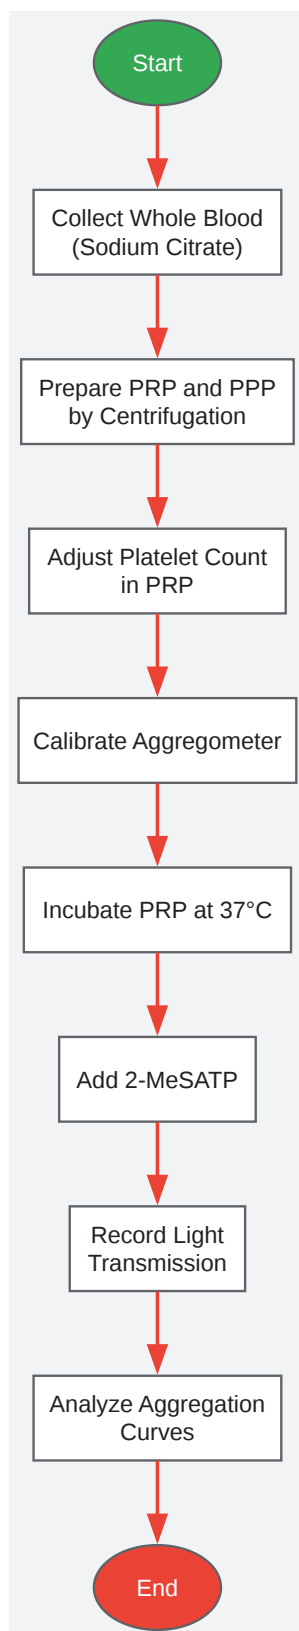 Start
Collect Whole Blood
(Sodium Citrate)
Prepare PRP and PPP
by Centrifugation
Adjust Platelet Count
in PRP
Calibrate Aggregometer
Incubate PRP at 37°C
Add 2-MeSATP
Record Light
Transmission
Analyze Aggregation
Curves
End